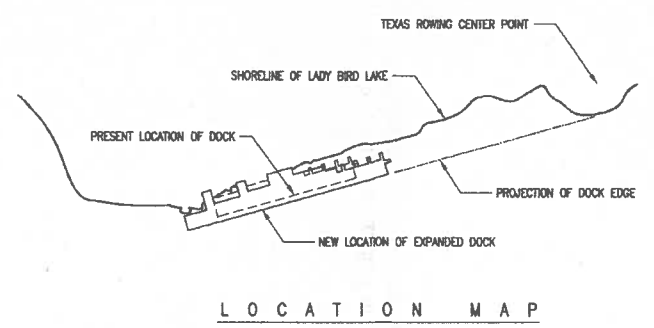 TEXAS ROWING CENTER POINT
SHORELINE OF LADY BIRD LAKE
PRESENT LOCATION OF DOCK
PROJECTION OF DOCK EDGE
NEW LOCATION OF EXPANDED DOCK
LOCATION MAP